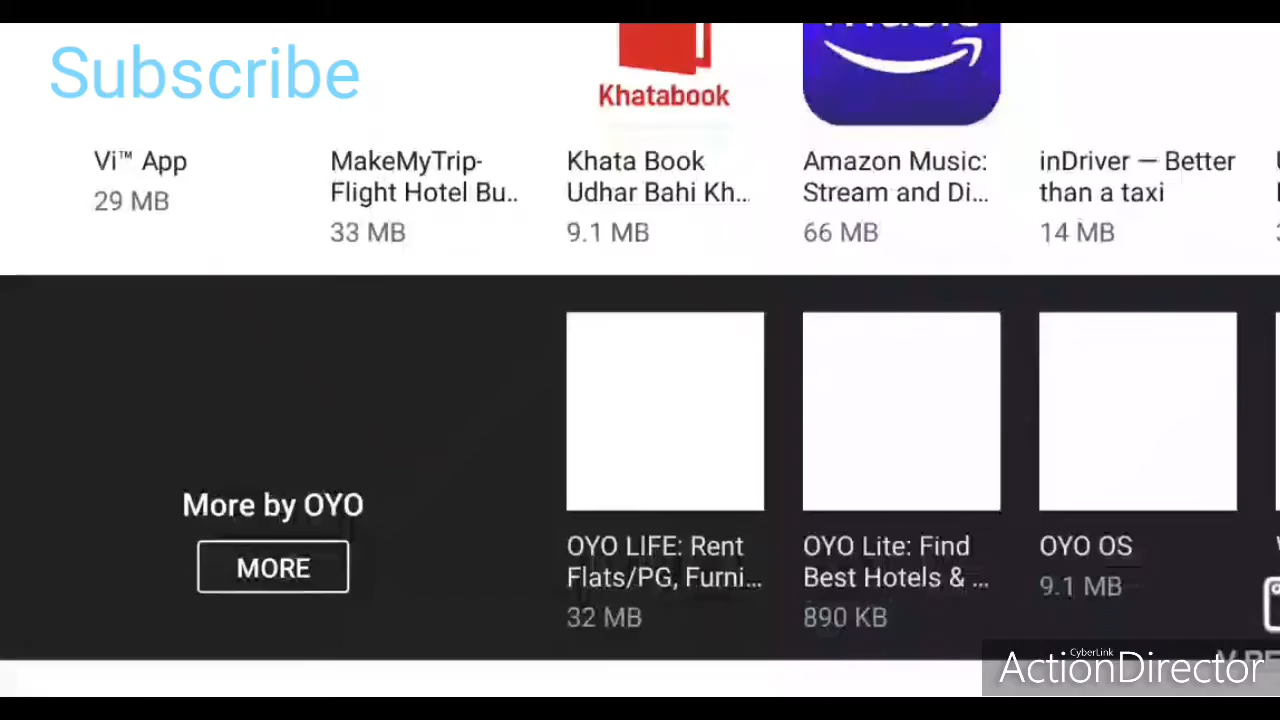 Subscribe
Khatabook
Vi™ App
29 MB
MakeMyTrip-
Flight Hotel Bu..
33 MB
Khata Book
Udhar Bahi Kh...
9.1 MB
Amazon Music:
Stream and Di...
66 MB
inDriver — Better
than a taxi
14 MB
More by OYO
MORE
OYO LIFE: Rent
Flats/PG, Furni...
32 MB
OYO Lite: Find
Best Hotels & ...
890 KB
OYO OS
9.1 MB
CyberLink
ActionDirector